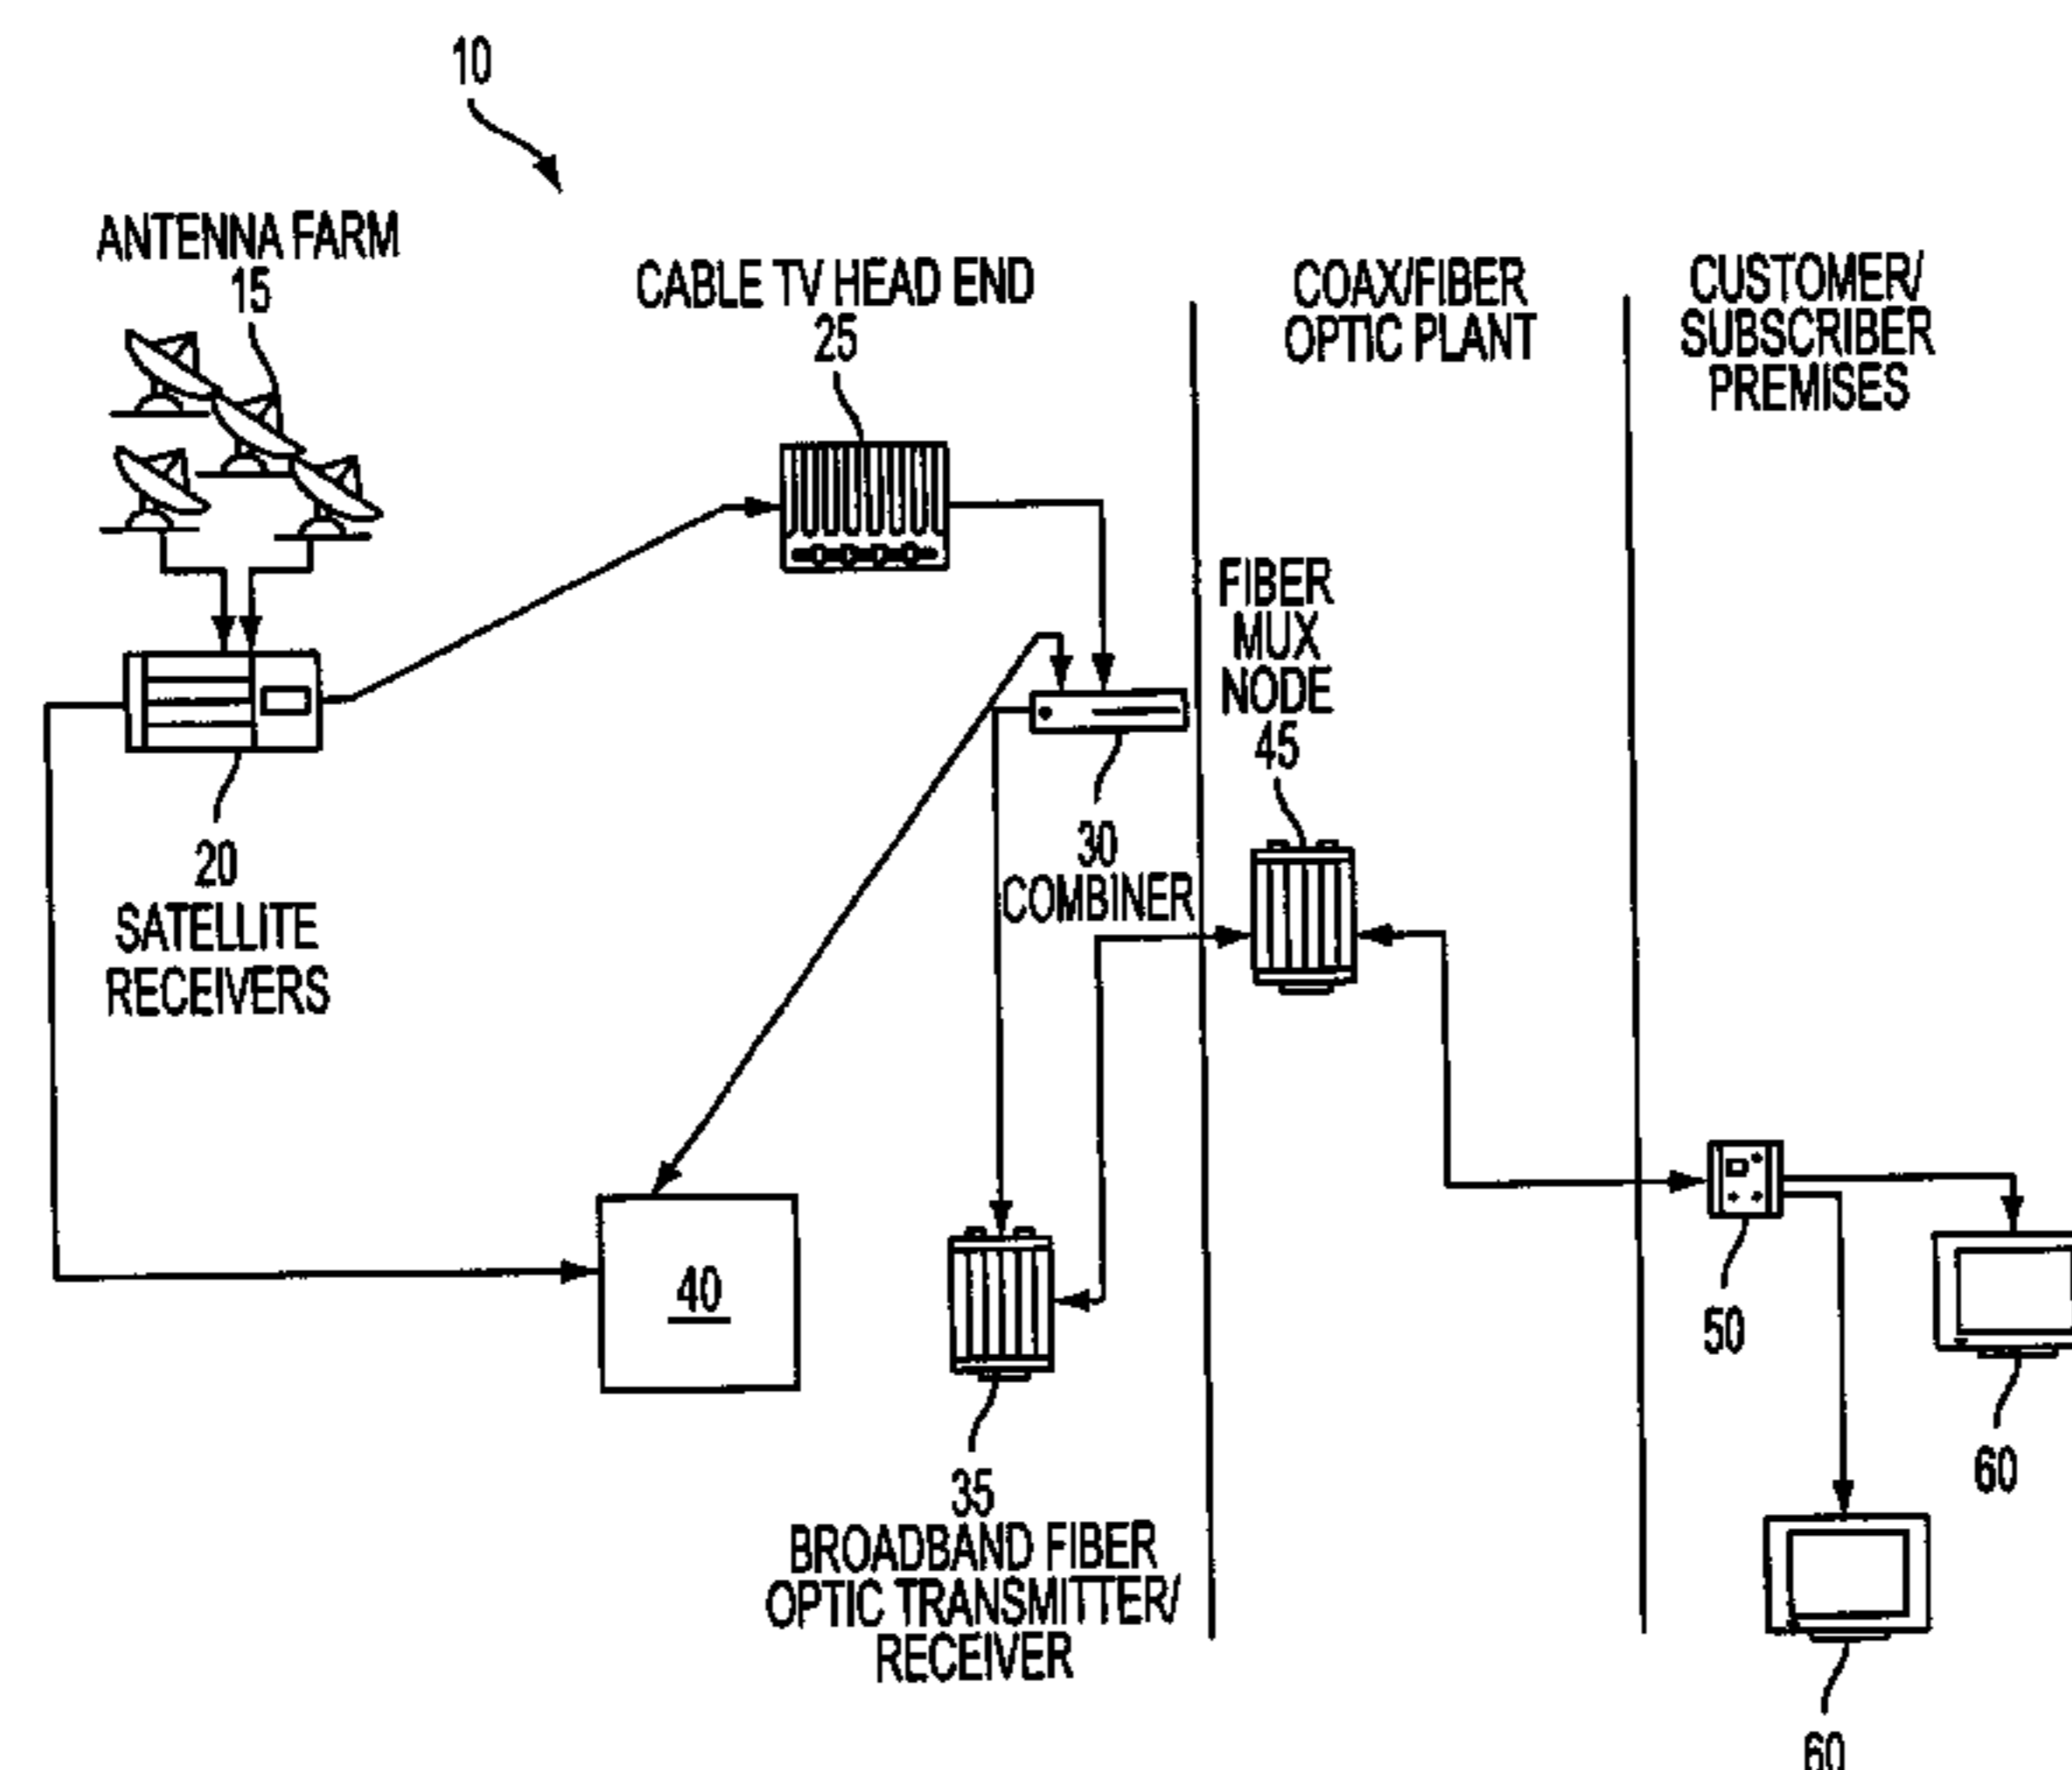 10
ANTENNA FARM
15
CABLE TV HEAD END
25
COAX/FIBER
OPTIC PLANT
CUSTOMER/
SUBSCRIBER
PREMISES
FIBER
MUX
NODE
45
20
SATELLITE
RECEIVERS
30
COMBINER
40
35
BROADBAND FIBER
OPTIC TRANSMITTER/
RECEIVER
50
60
60